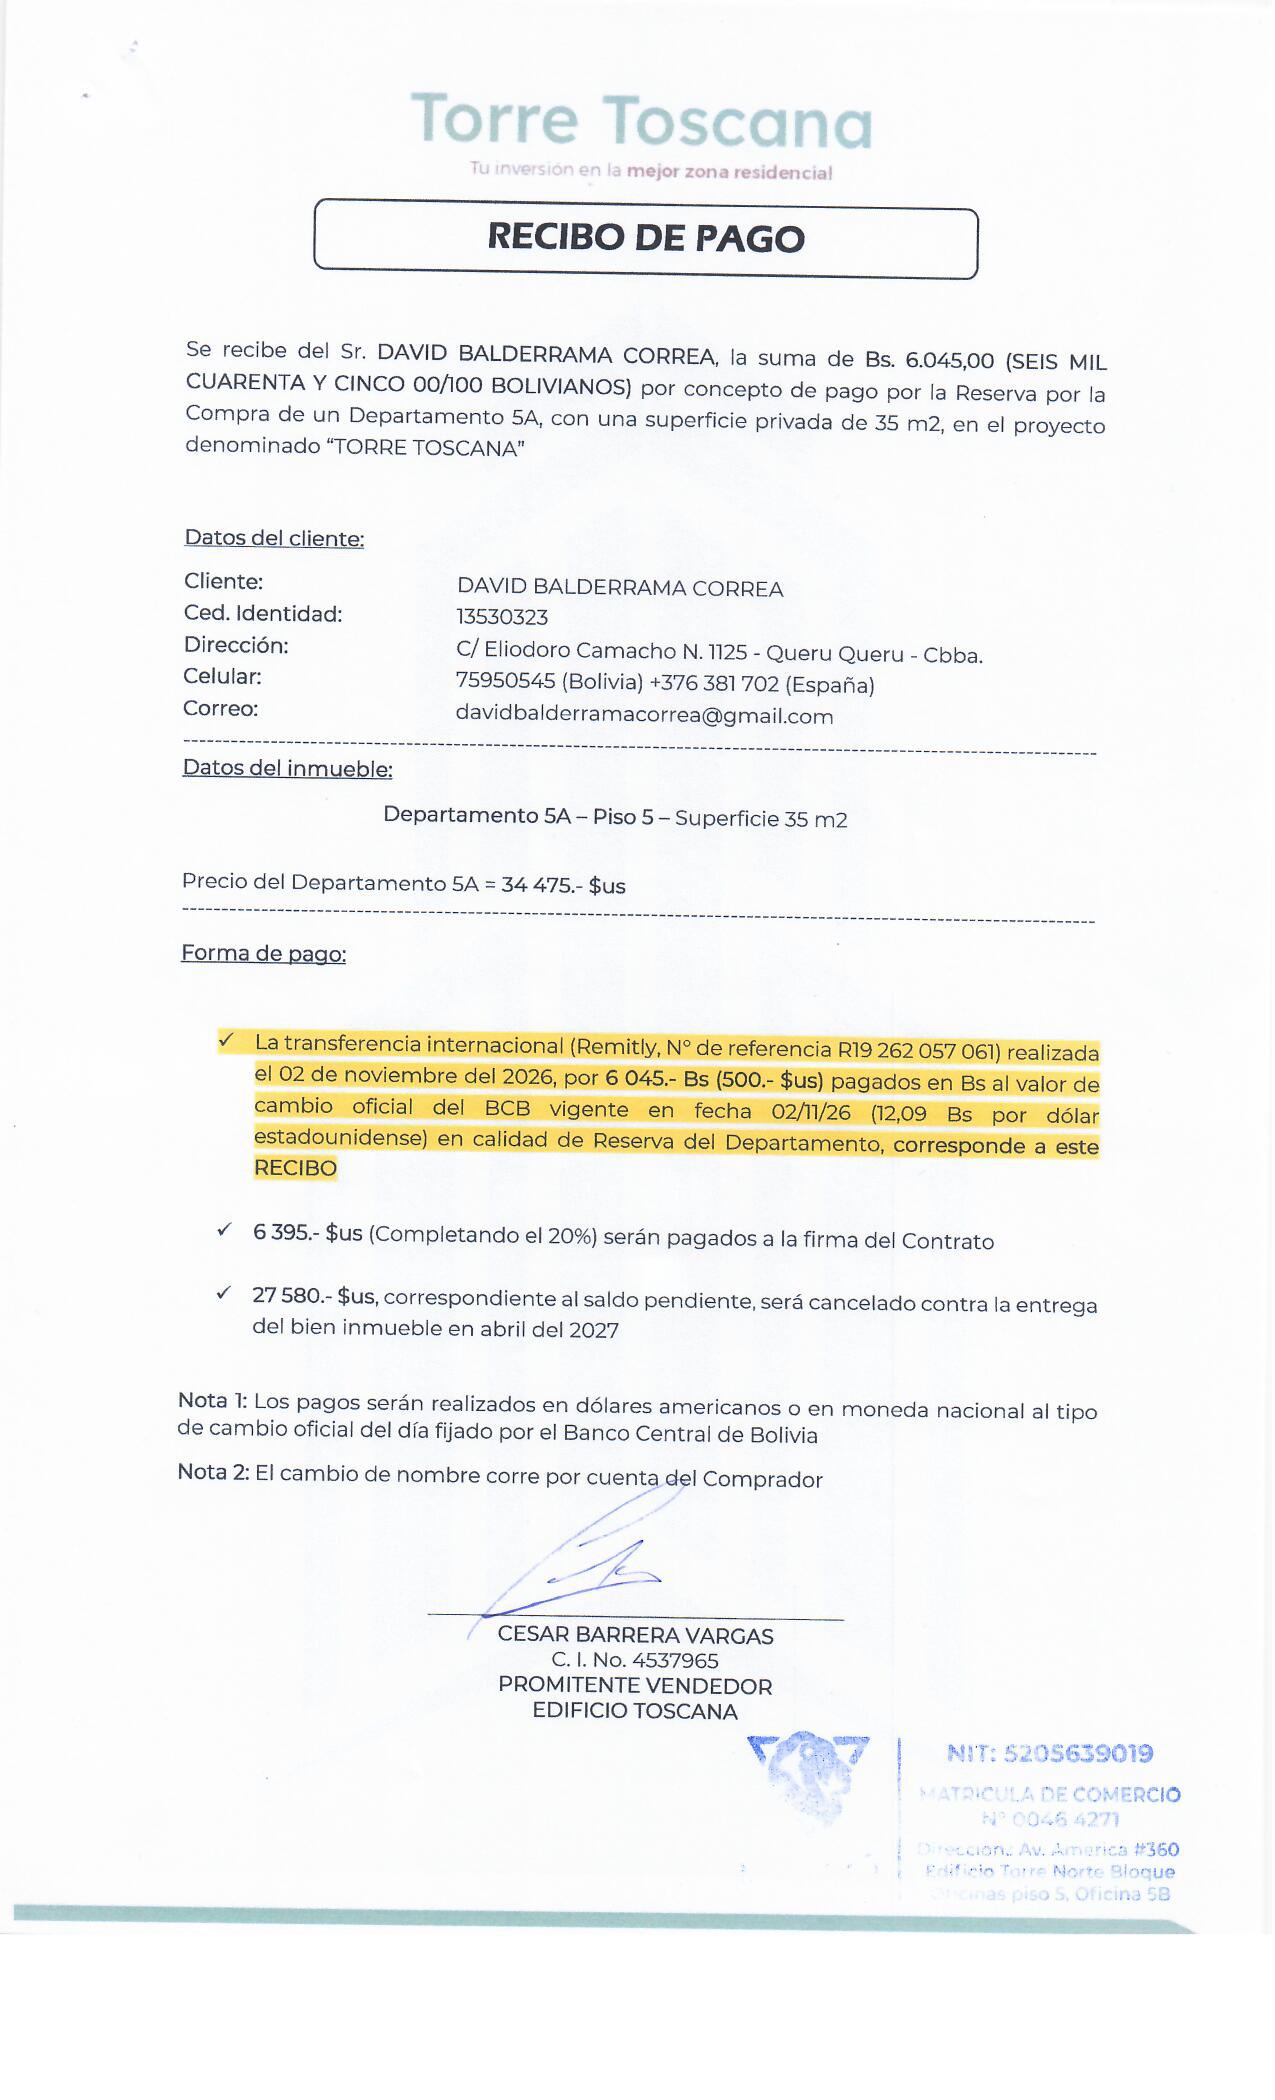 Torre Toscana
Tu inversión en la mejor zona residencial
RECIBO DE PAGO
Se recibe del Sr. DAVID BALDERRAMA CORREA, la suma de Bs. 6.045,00 (SEIS MIL
CUARENTA Y CINCO 00/100 BOLIVIANOS) por concepto de pago por la Reserva por la
Compra de un Departamento 5A, con una superficie privada de 35 m2, en el proyecto
denominado “TORRE TOSCANA”
Datos del cliente:
Cliente: DAVID BALDERRAMA CORREA
Ced. Identidad: 13530323
Dirección: C/ Eliodoro Camacho N. 1125 - Queru Queru - Cbba.
Celular: 75950545 (Bolivia) +376 381 702 (España)
Correo: davidbalderramacorrea@gmail.com
Datos del inmueble:
Departamento 5A – Piso 5 – Superficie 35 m2
Precio del Departamento 5A = 34 475.- $us
Forma de pago:
✓ La transferencia internacional (Remitly, N° de referencia R19 262 057 061) realizada
el 02 de noviembre del 2026, por 6 045.- Bs (500.- $us) pagados en Bs al valor de
cambio oficial del BCB vigente en fecha 02/11/26 (12,09 Bs por dólar
estadounidense) en calidad de Reserva del Departamento, corresponde a este
RECIBO
✓ 6 395.- $us (Completando el 20%) serán pagados a la firma del Contrato
✓ 27 580.- $us, correspondiente al saldo pendiente, será cancelado contra la entrega
del bien inmueble en abril del 2027
Nota 1: Los pagos serán realizados en dólares americanos o en moneda nacional al tipo
de cambio oficial del día fijado por el Banco Central de Bolivia
Nota 2: El cambio de nombre corre por cuenta del Comprador
CESAR BARRERA VARGAS
C. I. No. 4537965
PROMITENTE VENDEDOR
EDIFICIO TOSCANA
NIT: 5205639019
MATRICULA DE COMERCIO
N° 0046 4271
Direccion.: Av. America #360
Edificio Torre Norte Bloque
Oficinas piso 5, Oficina 5B